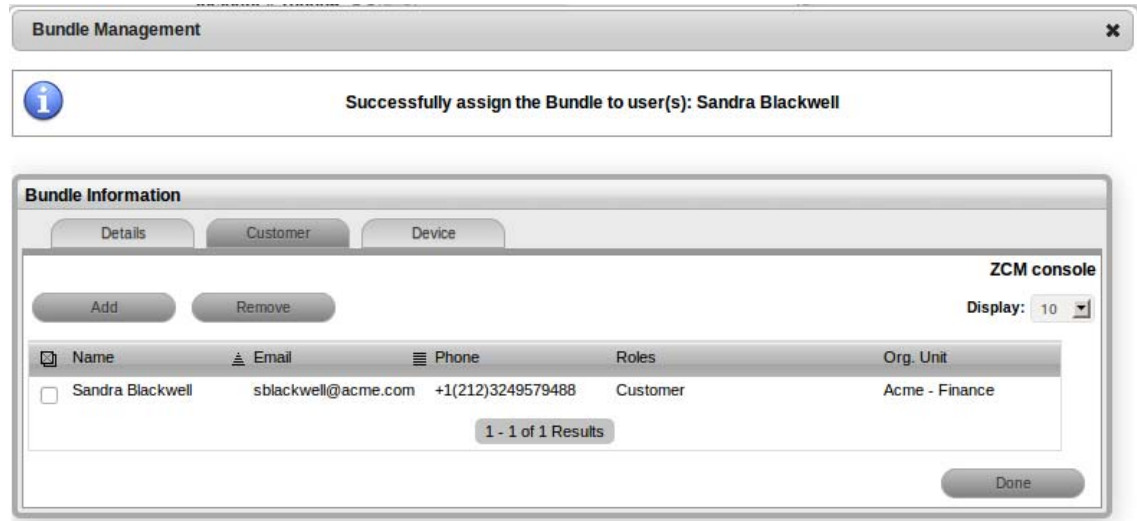 Bundle Management
Successfully assign the Bundle to user(s): Sandra Blackwell
Bundle Information
Details Customer Device
ZCM console
Add Remove Display: 10
Name Email Phone Roles Org. Unit
Sandra Blackwell sblackwell@acme.com +1(212)3249579488 Customer Acme - Finance
1 - 1 of 1 Results
Done